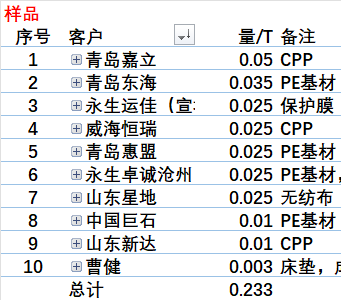 样品
序号 客户 量/T 备注
1 青岛嘉立 0.05 CPP
2 青岛东海 0.035 PE基材
3 永生运佳（宣 0.025 保护膜
4 威海恒瑞 0.025 CPP
5 青岛惠盟 0.025 PE基材
6 永生卓诚沧州 0.025 PE基材，
7 山东星地 0.025 无纺布
8 中国巨石 0.01 PE基材
9 山东新达 0.01 CPP
10 曹健 0.003 床垫，
总计 0.233